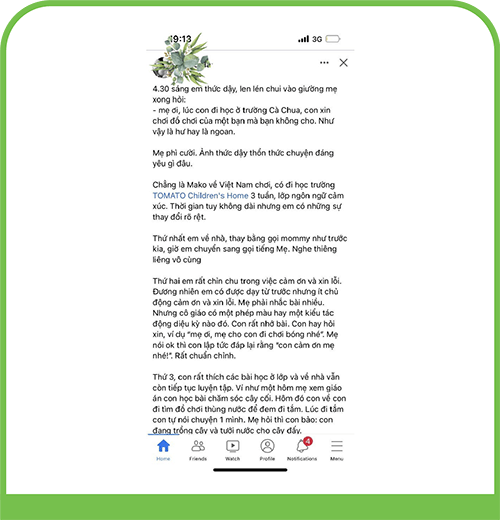 19:13
3G
4.30 sáng em thức dậy, len lén chui vào giường mẹ
xong hỏi:
- mẹ ơi, lúc con đi học ở trường Cà Chua, con xin
chơi đồ chơi của một bạn mà bạn không cho. Như
vậy là hư hay là ngoan.
Mẹ phì cười. Ảnh thức dậy thổn thức chuyện đáng
yêu gì đâu.
Chẳng là Mako về Việt Nam chơi, có đi học trường
TOMATO Children's Home 3 tuần, lớp ngôn ngữ cảm
xúc. Thời gian tuy không dài nhưng em có những sự
thay đổi rõ rệt.
Thứ nhất em về nhà, thay bằng gọi mommy như trước
kia, giờ em chuyển sang gọi tiếng Mẹ. Nghe thiêng
liêng vô cùng
Thứ hai em rất chỉn chu trong việc cảm ơn và xin lỗi.
Đương nhiên em có được dạy từ trước nhưng ít chủ
động cảm ơn và xin lỗi. Mẹ phải nhắc bài nhiều.
Nhưng cô giáo có một phép màu hay một kiểu tác
động diệu kỳ nào đó. Con rất nhớ bài. Con hay hỏi
xin, ví dụ "mẹ ơi, mẹ cho con đi chơi bóng nhé". Mẹ
nói ok thì con lập tức đáp lại rằng "con cảm ơn mẹ
nhé!". Rất chuẩn chỉnh.
Thứ 3, con rất thích các bài học ở lớp và về nhà vẫn
còn tiếp tục luyện tập. Ví như một hôm mẹ xem giáo
án con học bài chăm sóc cây cối. Hôm đó con về con
đi tìm đồ chơi thùng nước để đem đi tắm. Lúc đi tắm
con tự nói chuyện 1 mình. Mẹ hỏi thì con bảo: con
đang trồng cây và tưới nước cho cây đấy.
4
Home
Friends
Watch
Profile
Notifications
Menu